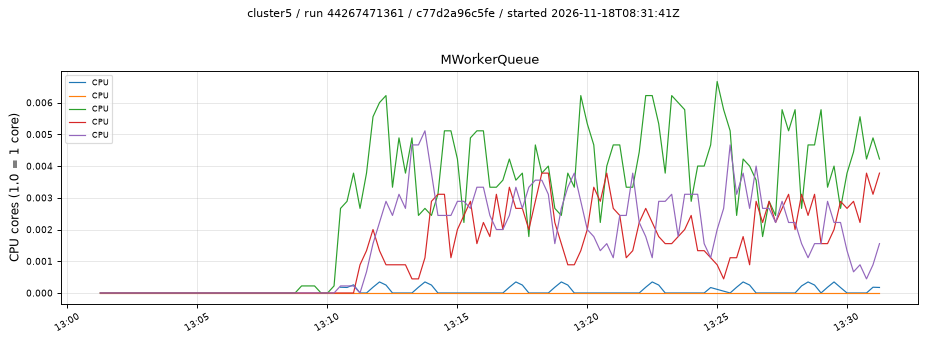 cluster5 / run 44267471361 / c77d2a96c5fe / started 2026-11-18T08:31:41Z
MWorkerQueue
CPU
CPU
CPU
CPU
CPU
CPU cores (1.0 = 1 core)
0.006
0.005
0.004
0.003
0.002
0.001
0.000
13:00
13:05
13:10
13:15
13:20
13:25
13:30